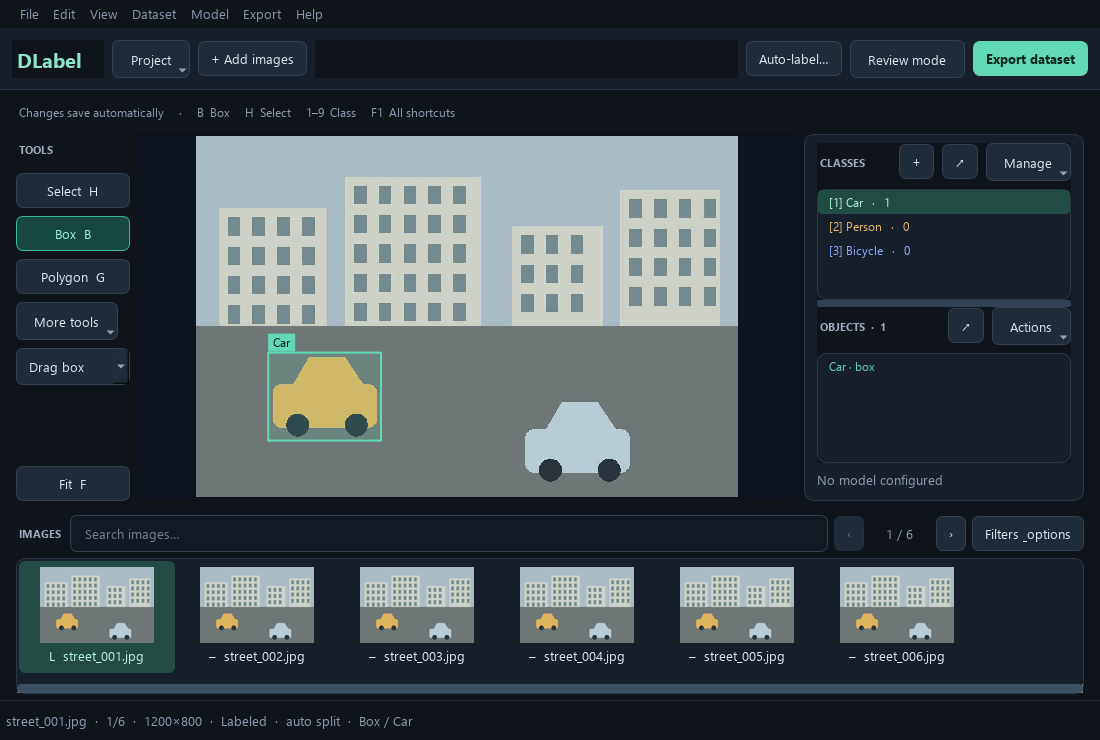 File Edit View Dataset Model Export Help
DLabel Project + Add images Auto-label... Review mode Export dataset
Changes save automatically · B Box H Select 1–9 Class F1 All shortcuts
TOOLS
Select H
Box B
Polygon G
More tools
Drag box
Fit F
Car
CLASSES + ↗ Manage
[1] Car · 1
[2] Person · 0
[3] Bicycle · 0
OBJECTS · 1 ↗ Actions
Car · box
No model configured
IMAGES Search images... ‹ 1 / 6 › Filters _options
L street_001.jpg – street_002.jpg – street_003.jpg – street_004.jpg – street_005.jpg – street_006.jpg
street_001.jpg · 1/6 · 1200×800 · Labeled · auto split · Box / Car